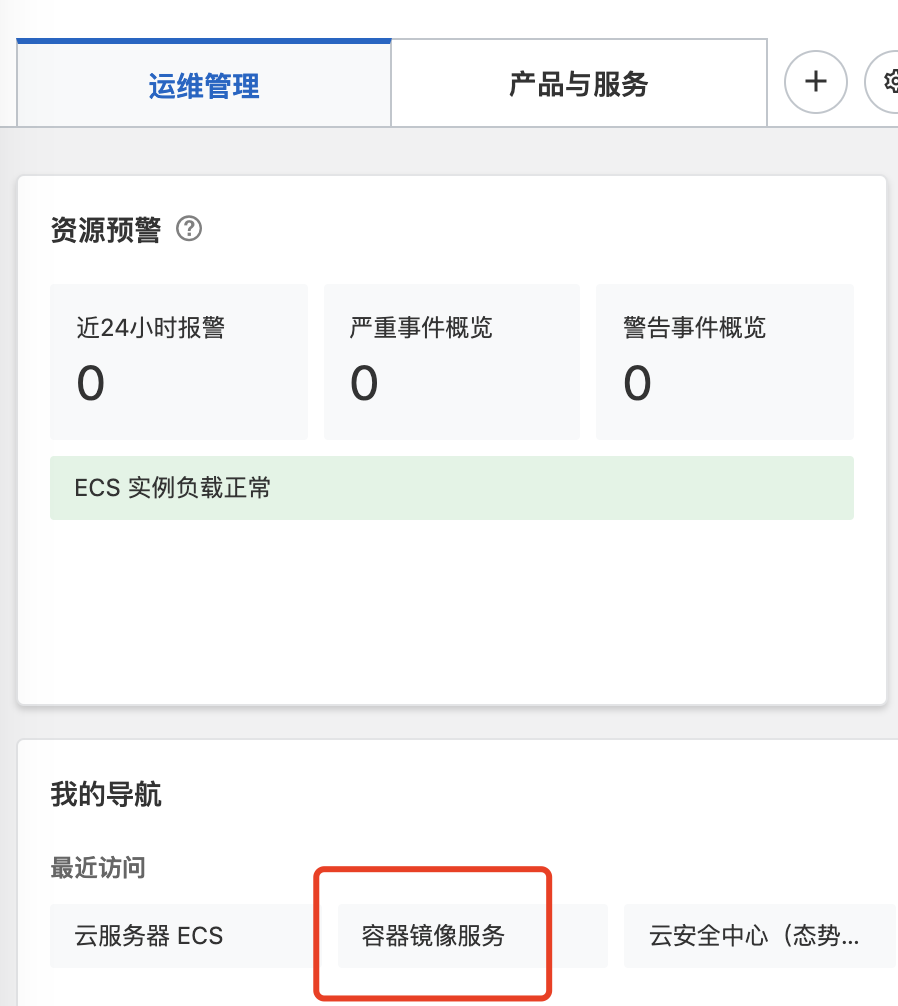 运维管理 产品与服务
资源预警
近24小时报警 严重事件概览 警告事件概览
0 0 0
ECS 实例负载正常
我的导航
最近访问
云服务器 ECS 容器镜像服务 云安全中心（态势...